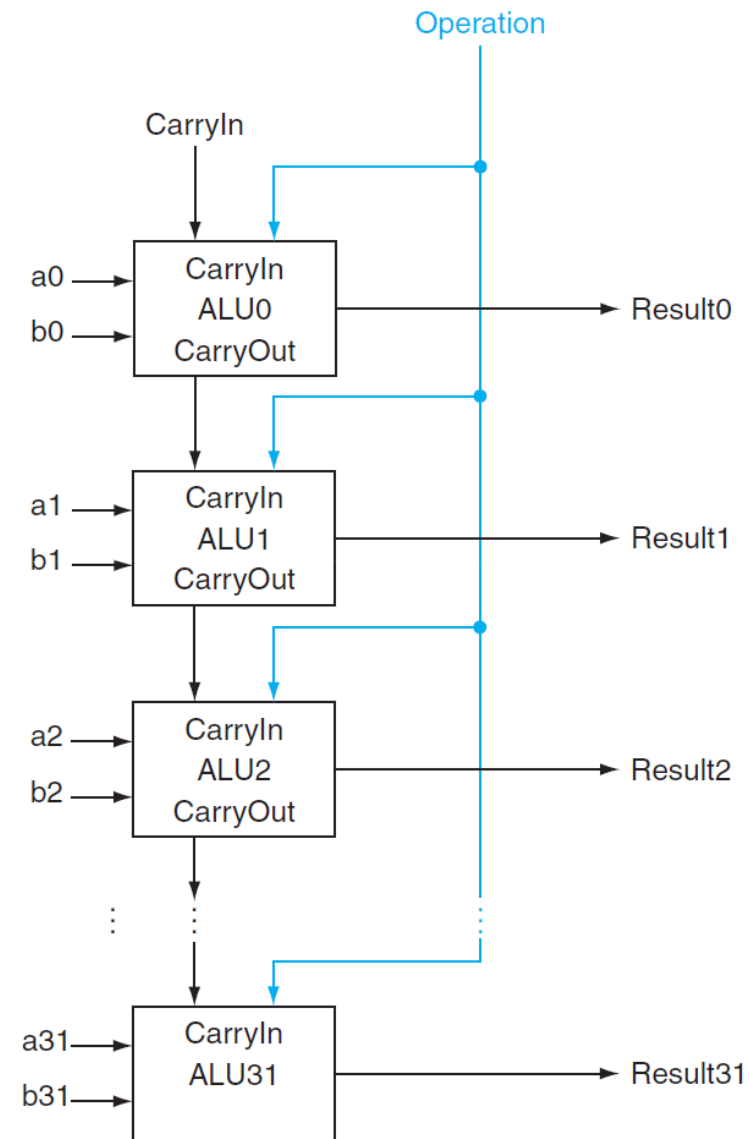 Operation
CarryIn
a0
b0
CarryIn
ALU0
CarryOut
Result0
a1
b1
CarryIn
ALU1
CarryOut
Result1
a2
b2
CarryIn
ALU2
CarryOut
Result2
a31
b31
CarryIn
ALU31
Result31